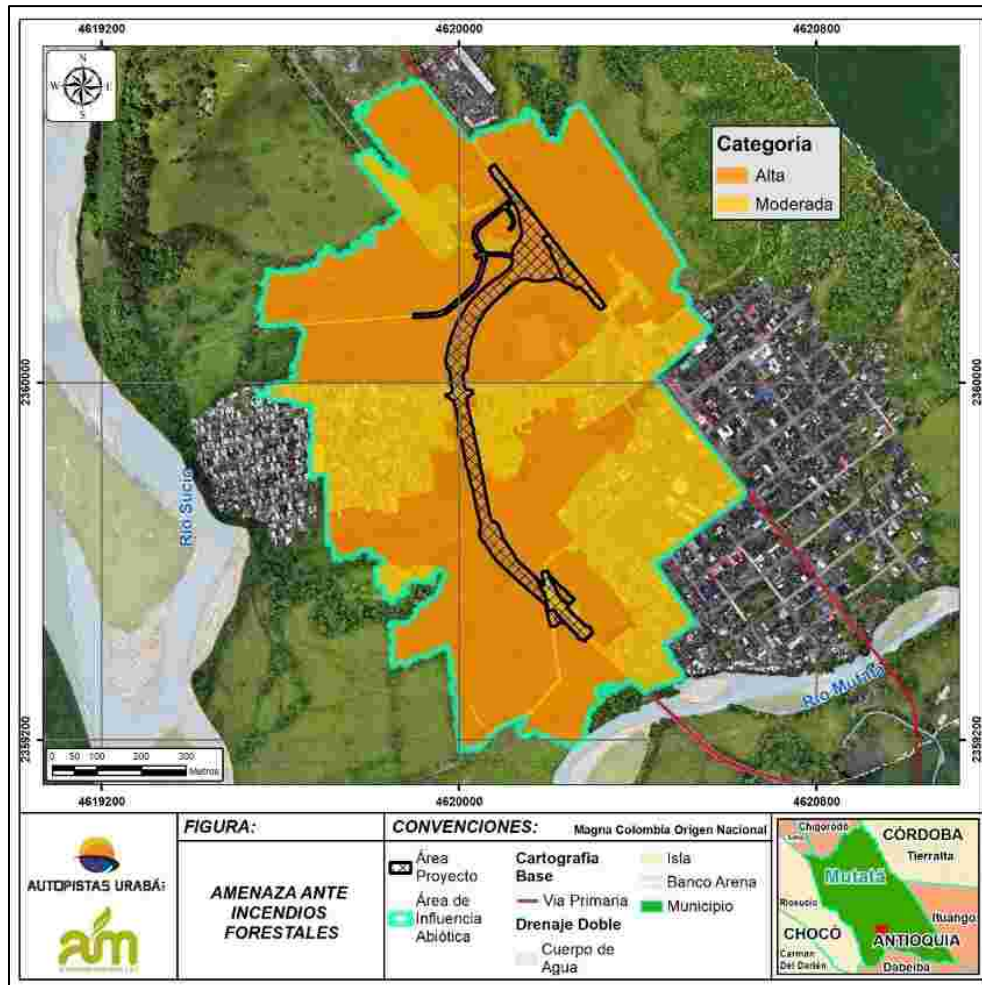 4619200
4620000
4620800
N
W
E
S
Categoría
Alta
Moderada
2360000
2360000
Río Sucio
Río Mutatá
2359200
2359200
0 50 100 200 300
Metros
4619200
4620000
4620800
AUTOPISTAS URABÁ
aim
FIGURA:
AMENAZA ANTE
INCENDIOS
FORESTALES
CONVENCIONES:
Magna Colombia Origen Nacional
Área
Proyecto
Área de
Influencia
Abiótica
Cartografía
Base
Vía Primaria
Drenaje Doble
Cuerpo de
Agua
Isla
Banco Arena
Municipio
Chigorodó
CÓRDOBA
Tierralta
Mutatá
Riosucio
Ituango
CHOCÓ
ANTIOQUIA
Carmen
Del Darién
Dabeiba